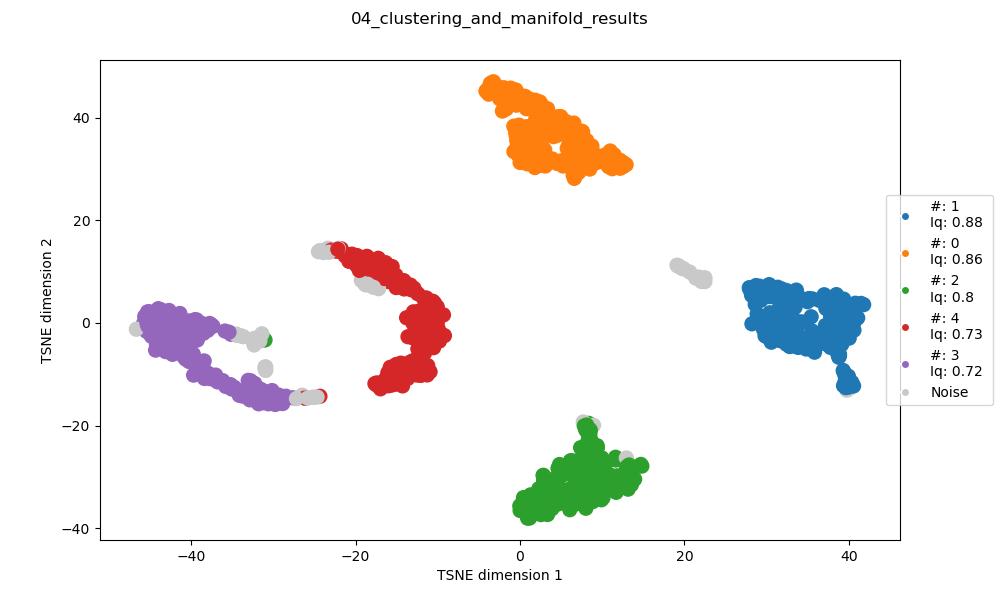 04_clustering_and_manifold_results
TSNE dimension 2
40
20
0
−20
−40
−40
−20
0
20
40
TSNE dimension 1
#: 1
Iq: 0.88
#: 0
Iq: 0.86
#: 2
Iq: 0.8
#: 4
Iq: 0.73
#: 3
Iq: 0.72
Noise